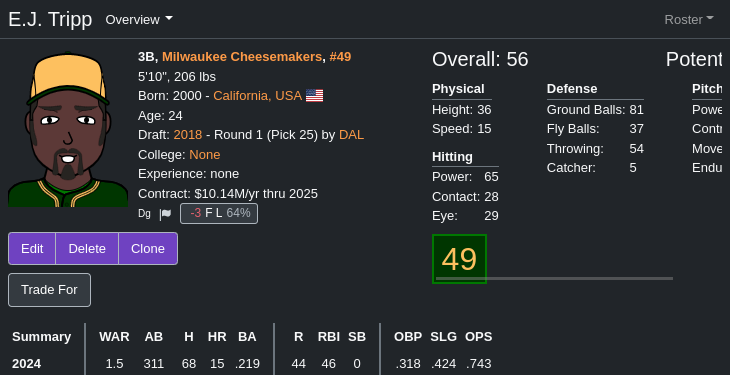 E.J. Tripp Overview Roster
3B, Milwaukee Cheesemakers, #49
5'10", 206 lbs
Born: 2000 - California, USA
Age: 24
Draft: 2018 - Round 1 (Pick 25) by DAL
College: None
Experience: none
Contract: $10.14M/yr thru 2025
Dg -3 F L 64%
Edit Delete Clone
Trade For
Overall: 56 Potent
Physical
Height: 36
Speed: 15
Hitting
Power: 65
Contact: 28
Eye: 29
Defense
Ground Balls: 81
Fly Balls: 37
Throwing: 54
Catcher: 5
Pitch
Powe
Contr
Move
Endu
49
Summary WAR AB H HR BA R RBI SB OBP SLG OPS
2024 1.5 311 68 15 .219 44 46 0 .318 .424 .743